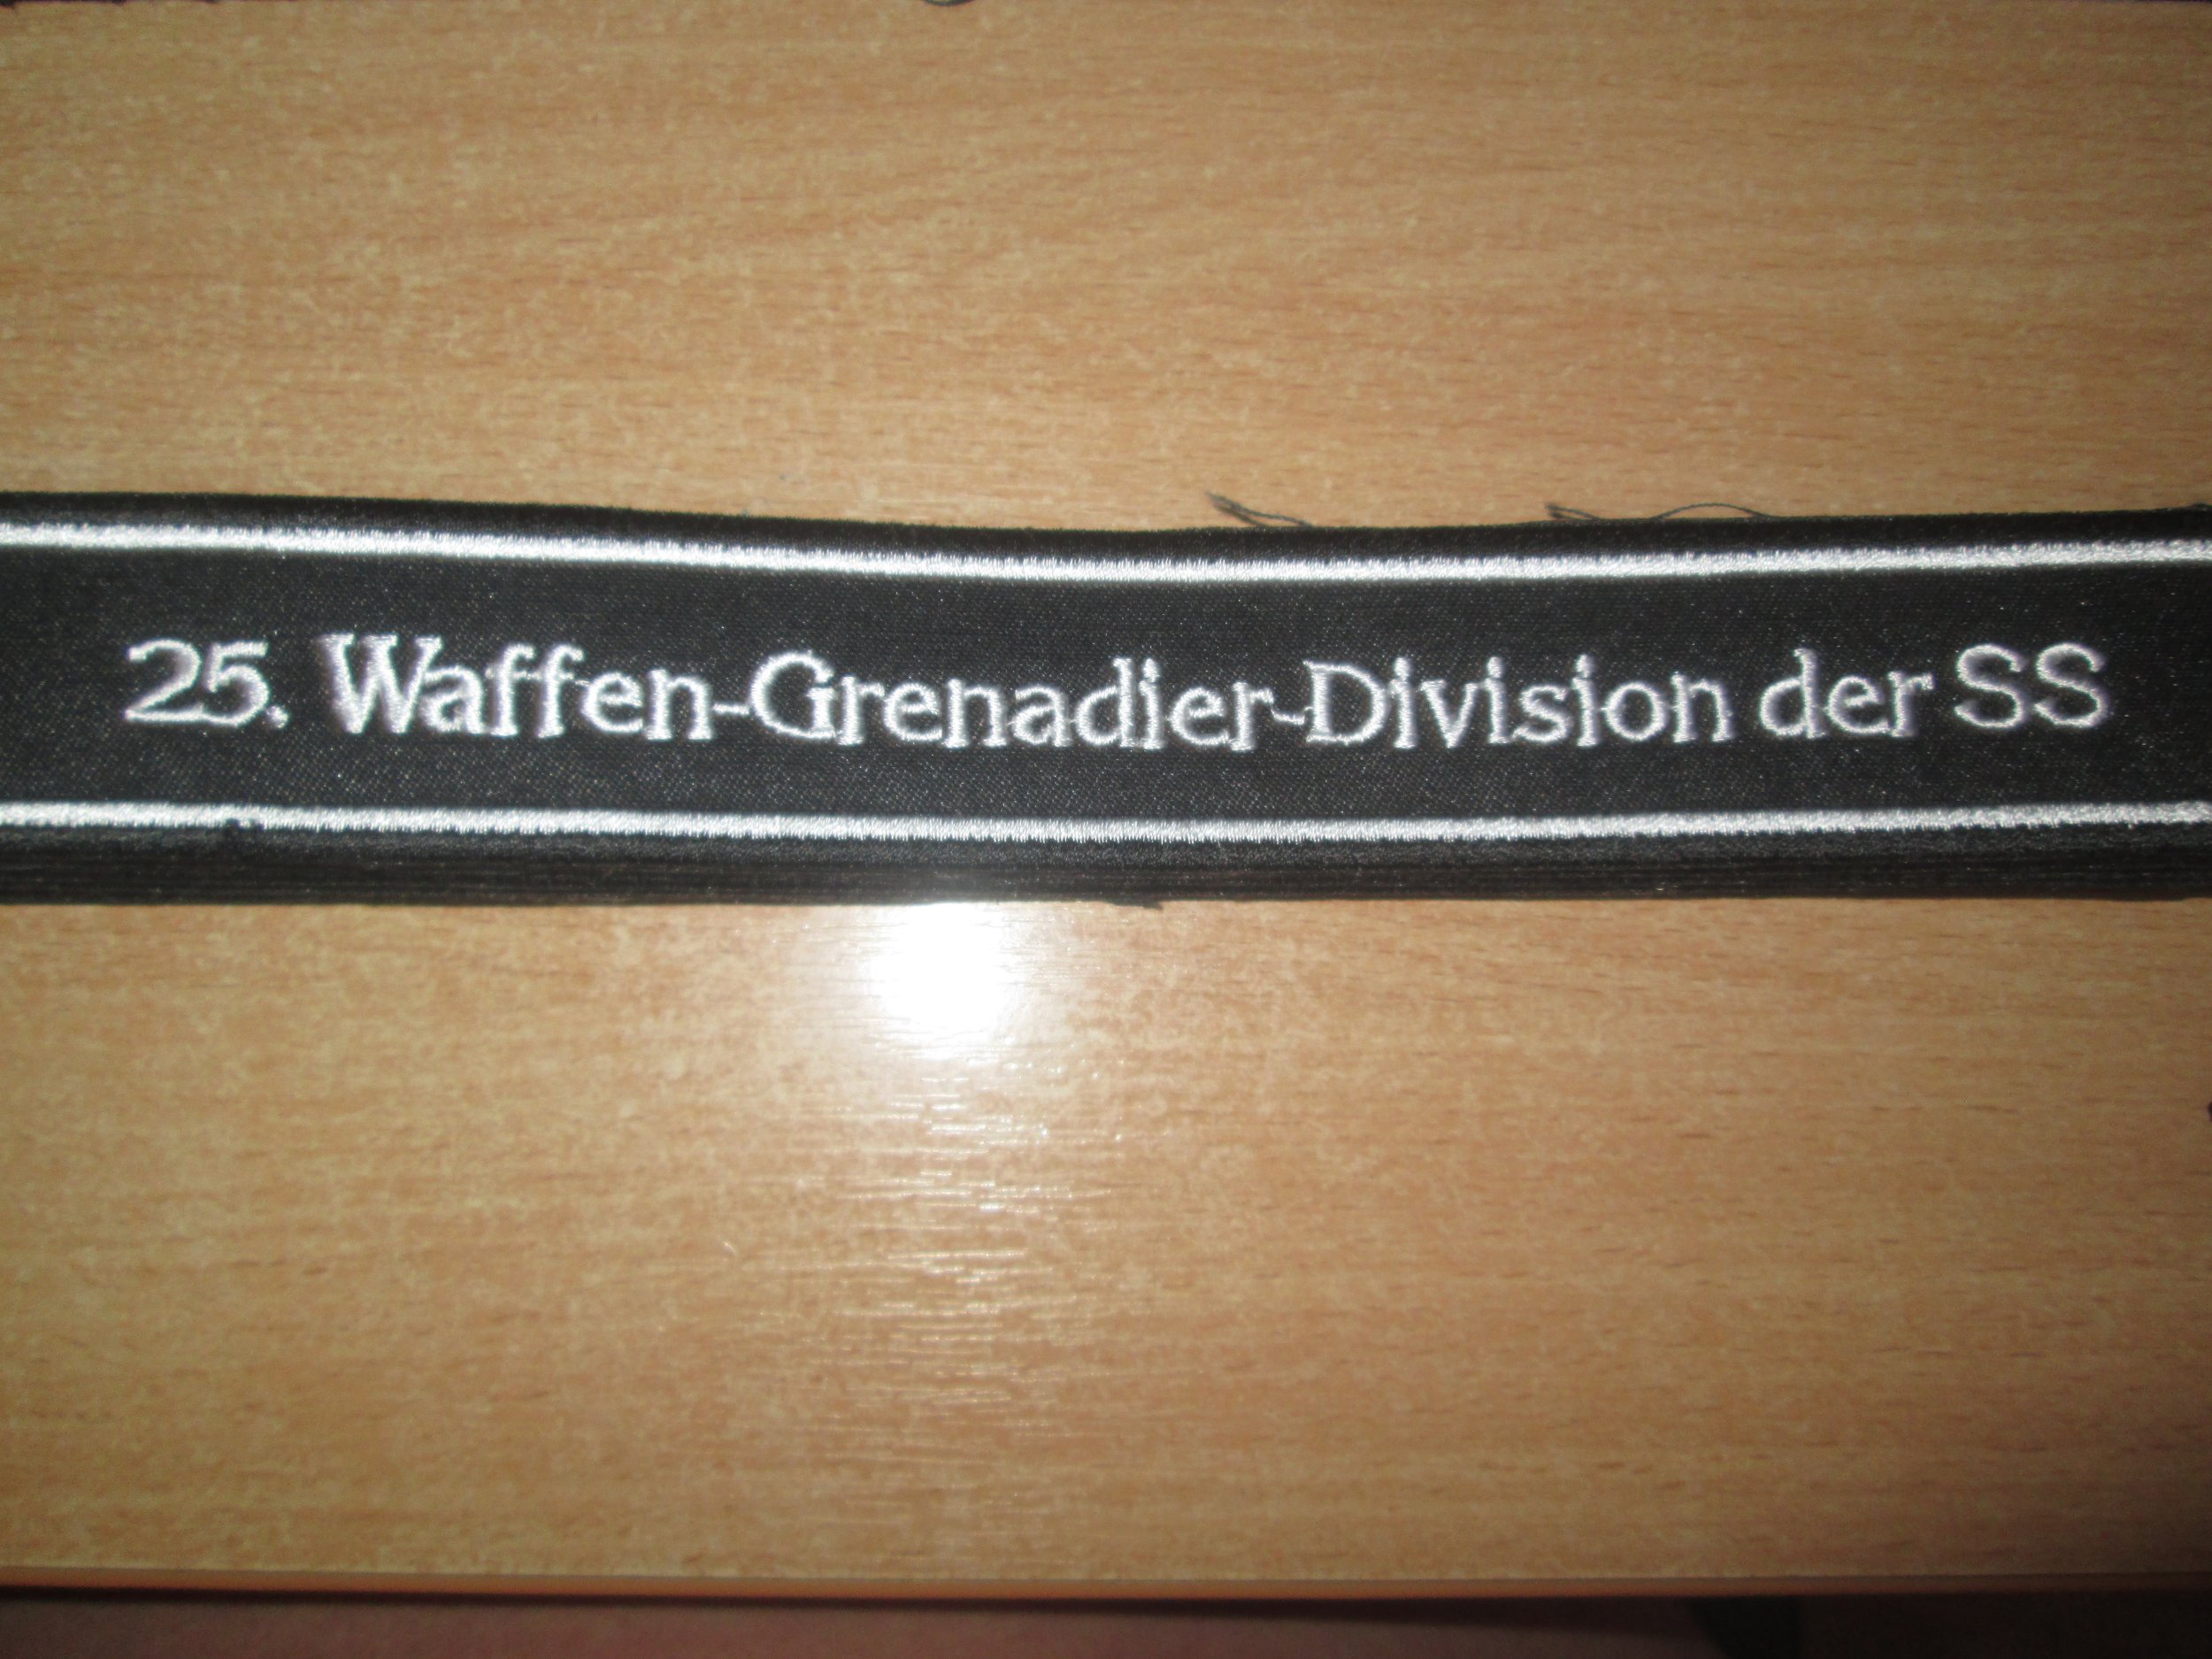 25. Waffen-Grenadier-Division der SS